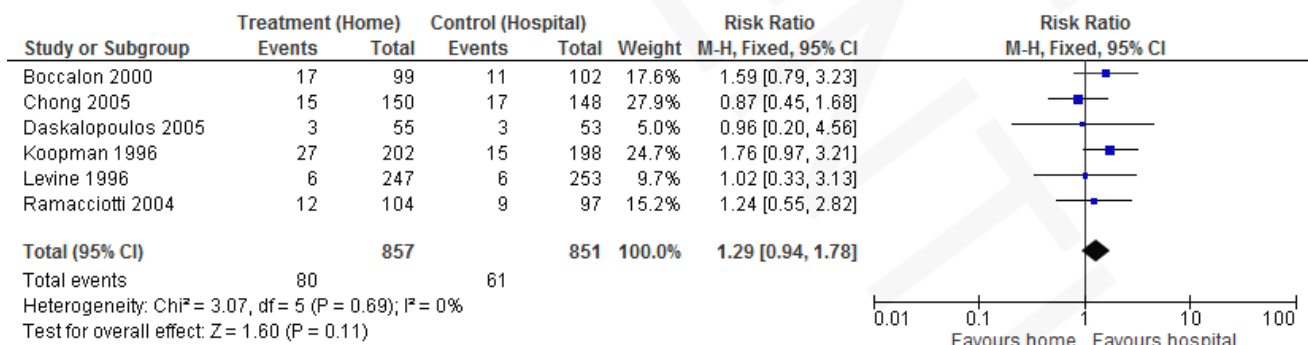 Treatment (Home) Control (Hospital) Risk Ratio Risk Ratio
Study or Subgroup Events Total Events Total Weight M-H, Fixed, 95% CI M-H, Fixed, 95% CI
Boccalon 2000 17 99 11 102 17.6% 1.59 [0.79, 3.23]
Chong 2005 15 150 17 148 27.9% 0.87 [0.45, 1.68]
Daskalopoulos 2005 3 55 3 53 5.0% 0.96 [0.20, 4.56]
Koopman 1996 27 202 15 198 24.7% 1.76 [0.97, 3.21]
Levine 1996 6 247 6 253 9.7% 1.02 [0.33, 3.13]
Ramacciotti 2004 12 104 9 97 15.2% 1.24 [0.55, 2.82]
Total (95% CI) 857 851 100.0% 1.29 [0.94, 1.78]
Total events 80 61
Heterogeneity: Chi² = 3.07, df = 5 (P = 0.69); I² = 0%
Test for overall effect: Z = 1.60 (P = 0.11)
0.01 0.1 1 10 100
Favours home Favours hospital